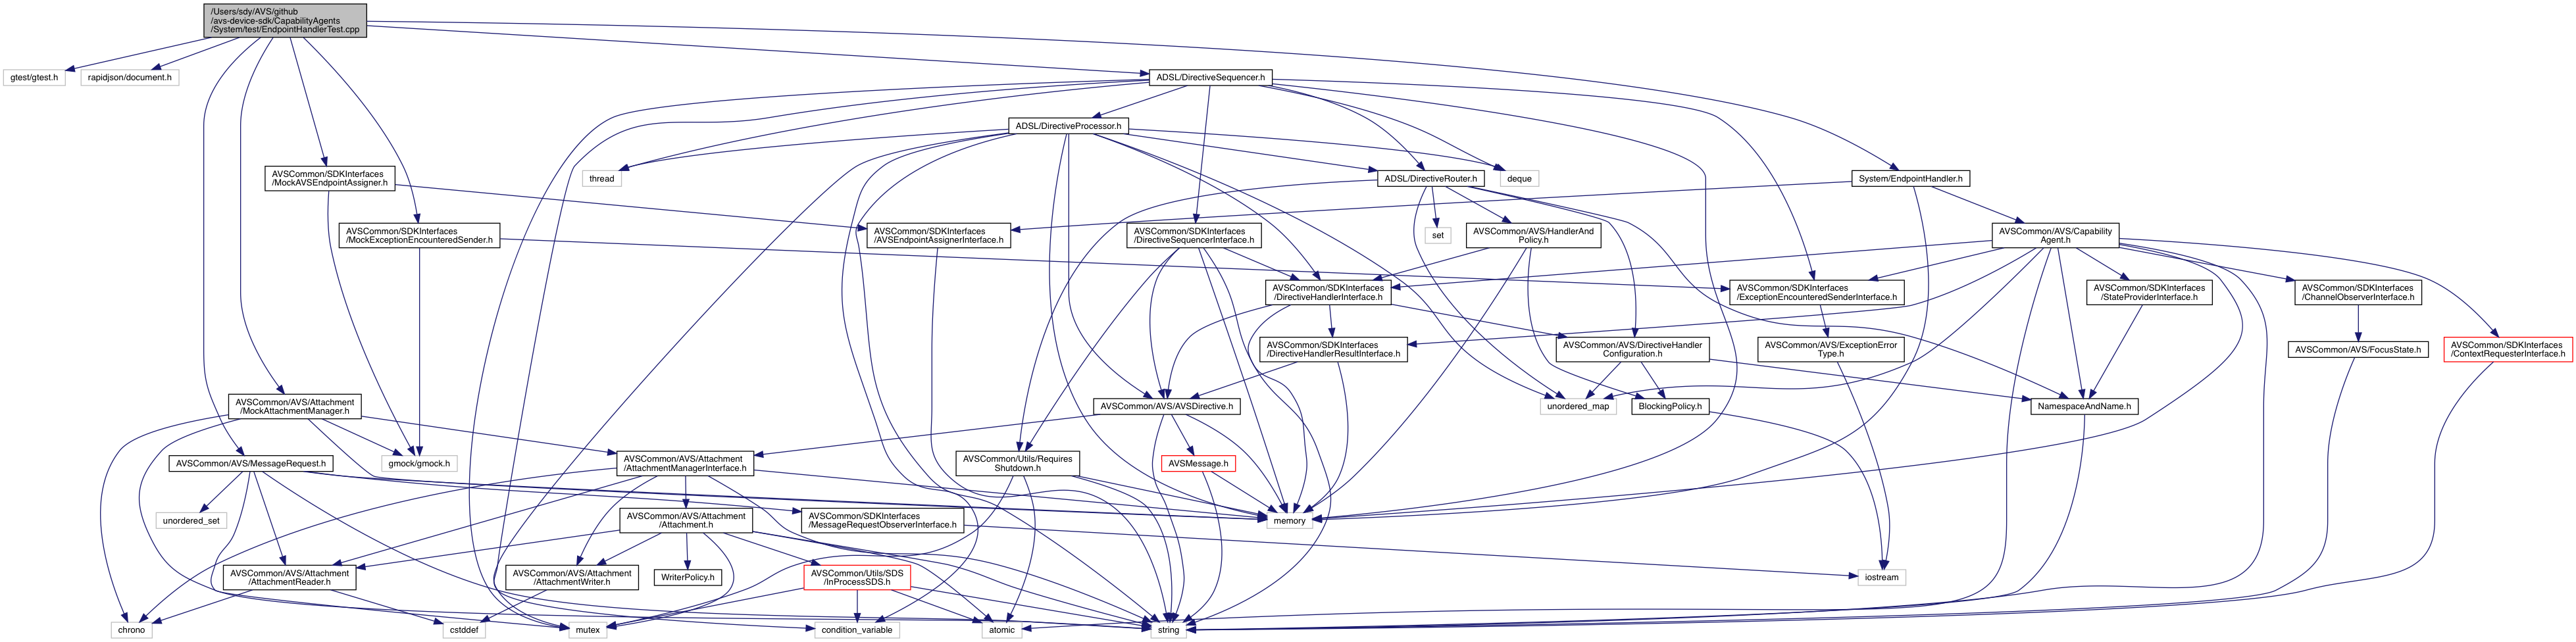 /Users/sdy/AVS/github
/avs-device-sdk/CapabilityAgents
/System/test/EndpointHandlerTest.cpp
gtest/gtest.h
rapidjson/document.h
ADSL/DirectiveSequencer.h
ADSL/DirectiveProcessor.h
AVSCommon/SDKInterfaces
/MockAVSEndpointAssigner.h
thread
ADSL/DirectiveRouter.h
deque
System/EndpointHandler.h
AVSCommon/SDKInterfaces
/MockExceptionEncounteredSender.h
AVSCommon/SDKInterfaces
/AVSEndpointAssignerInterface.h
AVSCommon/SDKInterfaces
/DirectiveSequencerInterface.h
set
AVSCommon/AVS/HandlerAnd
Policy.h
AVSCommon/AVS/Capability
Agent.h
AVSCommon/SDKInterfaces
/DirectiveHandlerInterface.h
AVSCommon/SDKInterfaces
/ExceptionEncounteredSenderInterface.h
AVSCommon/SDKInterfaces
/StateProviderInterface.h
AVSCommon/SDKInterfaces
/ChannelObserverInterface.h
AVSCommon/SDKInterfaces
/DirectiveHandlerResultInterface.h
AVSCommon/AVS/DirectiveHandler
Configuration.h
AVSCommon/AVS/ExceptionError
Type.h
AVSCommon/AVS/FocusState.h
AVSCommon/SDKInterfaces
/ContextRequesterInterface.h
AVSCommon/AVS/Attachment
/MockAttachmentManager.h
AVSCommon/AVS/AVSDirective.h
unordered_map
BlockingPolicy.h
NamespaceAndName.h
AVSCommon/AVS/MessageRequest.h
gmock/gmock.h
AVSCommon/AVS/Attachment
/AttachmentManagerInterface.h
AVSCommon/Utils/Requires
Shutdown.h
AVSMessage.h
unordered_set
AVSCommon/AVS/Attachment
/Attachment.h
AVSCommon/SDKInterfaces
/MessageRequestObserverInterface.h
memory
AVSCommon/AVS/Attachment
/AttachmentReader.h
AVSCommon/AVS/Attachment
/AttachmentWriter.h
WriterPolicy.h
AVSCommon/Utils/SDS
/InProcessSDS.h
iostream
chrono
cstddef
mutex
condition_variable
atomic
string